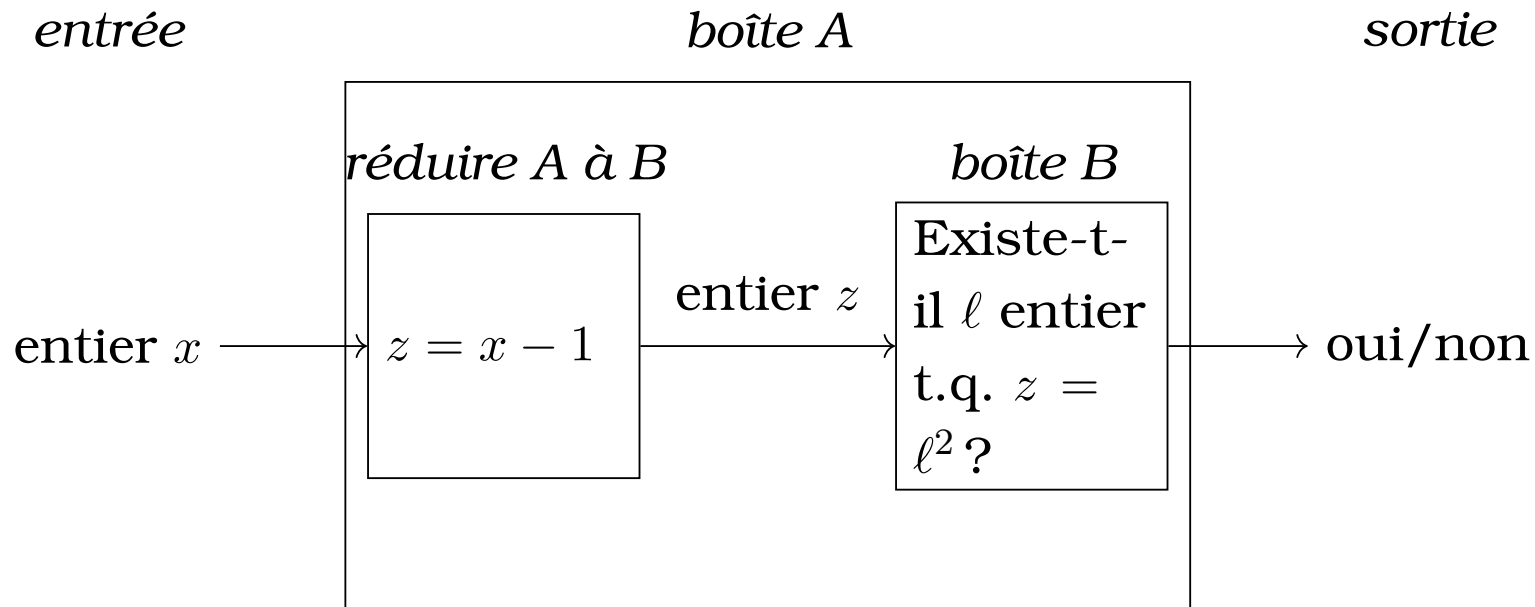 entrée boîte A sortie
réduire A à B boîte B
entier x
z = x − 1
entier z
Existe-t-
il ℓ entier
t.q. z =
ℓ² ?
oui/non